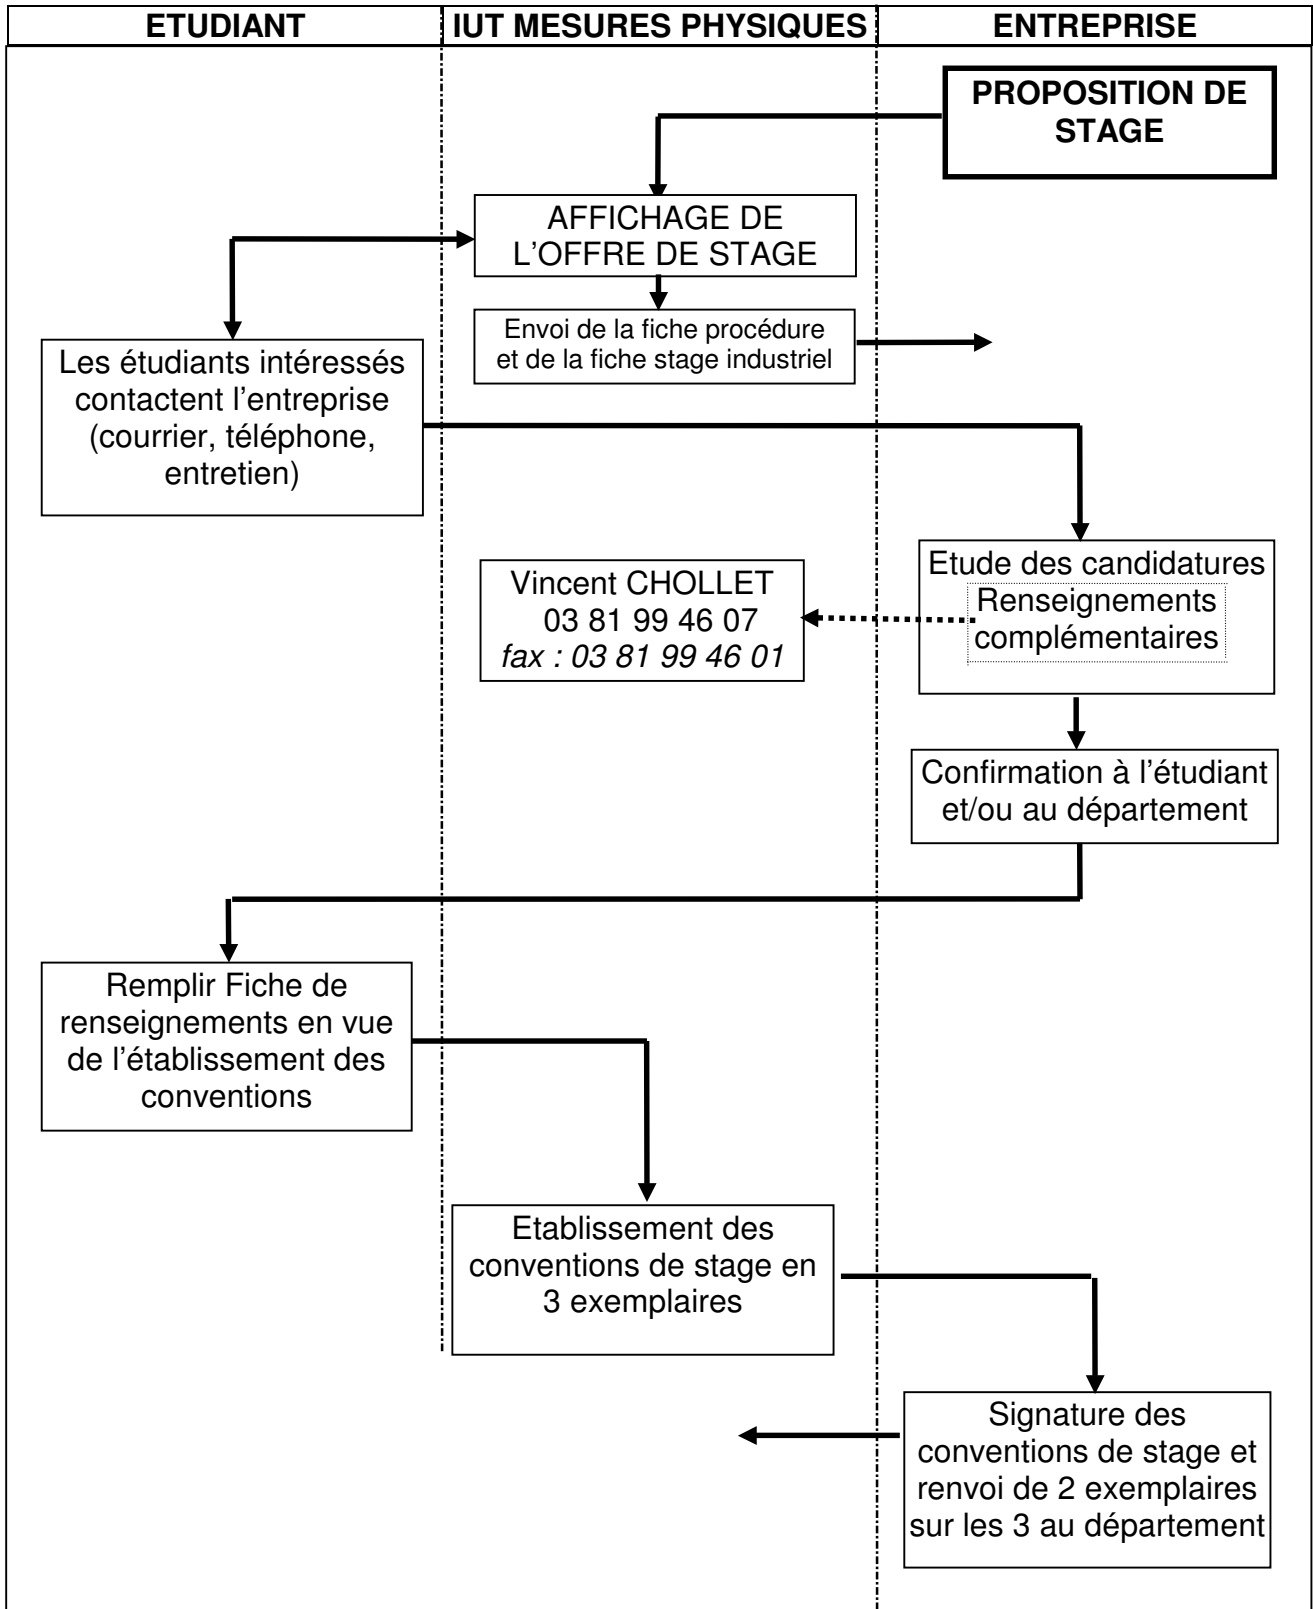 ETUDIANT
IUT MESURES PHYSIQUES
ENTREPRISE
PROPOSITION DE
STAGE
AFFICHAGE DE
L’OFFRE DE STAGE
Envoi de la fiche procédure
et de la fiche stage industriel
Les étudiants intéressés
contactent l’entreprise
(courrier, téléphone,
entretien)
Etude des candidatures
Renseignements
complémentaires
Vincent CHOLLET
03 81 99 46 07
fax : 03 81 99 46 01
Confirmation à l’étudiant
et/ou au département
Remplir Fiche de
renseignements en vue
de l’établissement des
conventions
Etablissement des
conventions de stage en
3 exemplaires
Signature des
conventions de stage et
renvoi de 2 exemplaires
sur les 3 au département